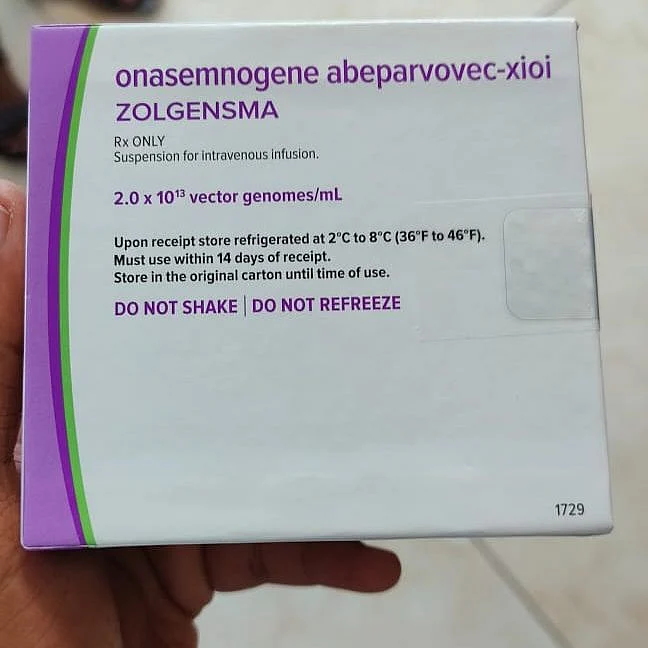 onasemnogene abeparvovec-xioi
ZOLGENSMA
Rx ONLY
Suspension for intravenous infusion.
2.0 x 10¹³ vector genomes/mL
Upon receipt store refrigerated at 2°C to 8°C (36°F to 46°F).
Must use within 14 days of receipt.
Store in the original carton until time of use.
DO NOT SHAKE | DO NOT REFREEZE
1729